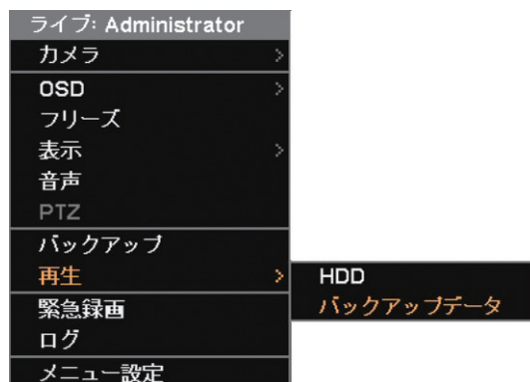 ライブ: Administrator
カメラ
OSD
フリーズ
表示
音声
PTZ
バックアップ
再生
HDD
バックアップデータ
緊急録画
ログ
メニュー設定